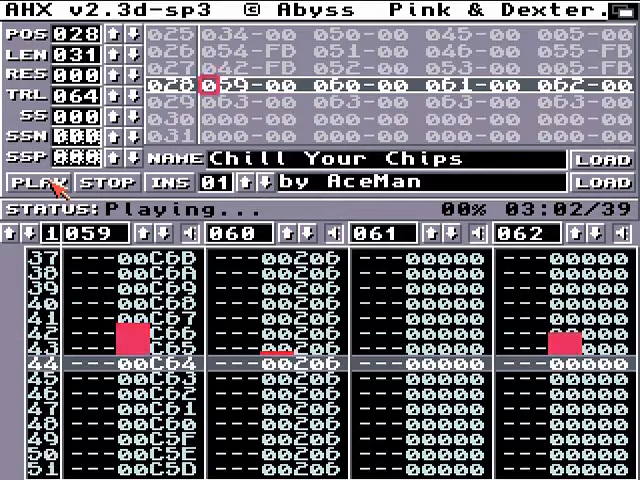 AHX v2.3d-sp3 © Abyss Pink & Dexter.
POS 028 025 034-00 050-00 045-00 005-00
LEN 031 026 054-FB 051-00 046-00 055-FB
RES 000 027 042-FB 052-00 053-00 055-00
028 059-00 060-00 061-00 062-00
TRL 064 029 063-00 063-00 063-00 063-00
SS 000 030 000-00 000-00 000-00 000-00
SSN 000 031 000-00 000-00 000-00 000-00
SSP 000 NAME Chill Your Chips LOAD
PLAY STOP INS 01 by AceMan LOAD
STATUS: Playing... 00% 03:02/39
1 059 060 061 062
37 ---00C6B ---00206 ---00000 ---00000
38 ---00C6A ---00206 ---00000 ---00000
39 ---00C69 ---00206 ---00000 ---00000
40 ---00C68 ---00206 ---00000 ---00000
41 ---00C67 ---00206 ---00000 ---00000
42 ---00C66 ---00206 ---00000 ---00000
43 ---00C65 ---00206 ---00000 ---00000
44 ---00C64 ---00206 ---00000 ---00000
45 ---00C63 ---00206 ---00000 ---00000
46 ---00C62 ---00206 ---00000 ---00000
47 ---00C61 ---00206 ---00000 ---00000
48 ---00C60 ---00206 ---00000 ---00000
49 ---00C5F ---00206 ---00000 ---00000
50 ---00C5E ---00206 ---00000 ---00000
51 ---00C5D ---00206 ---00000 ---00000